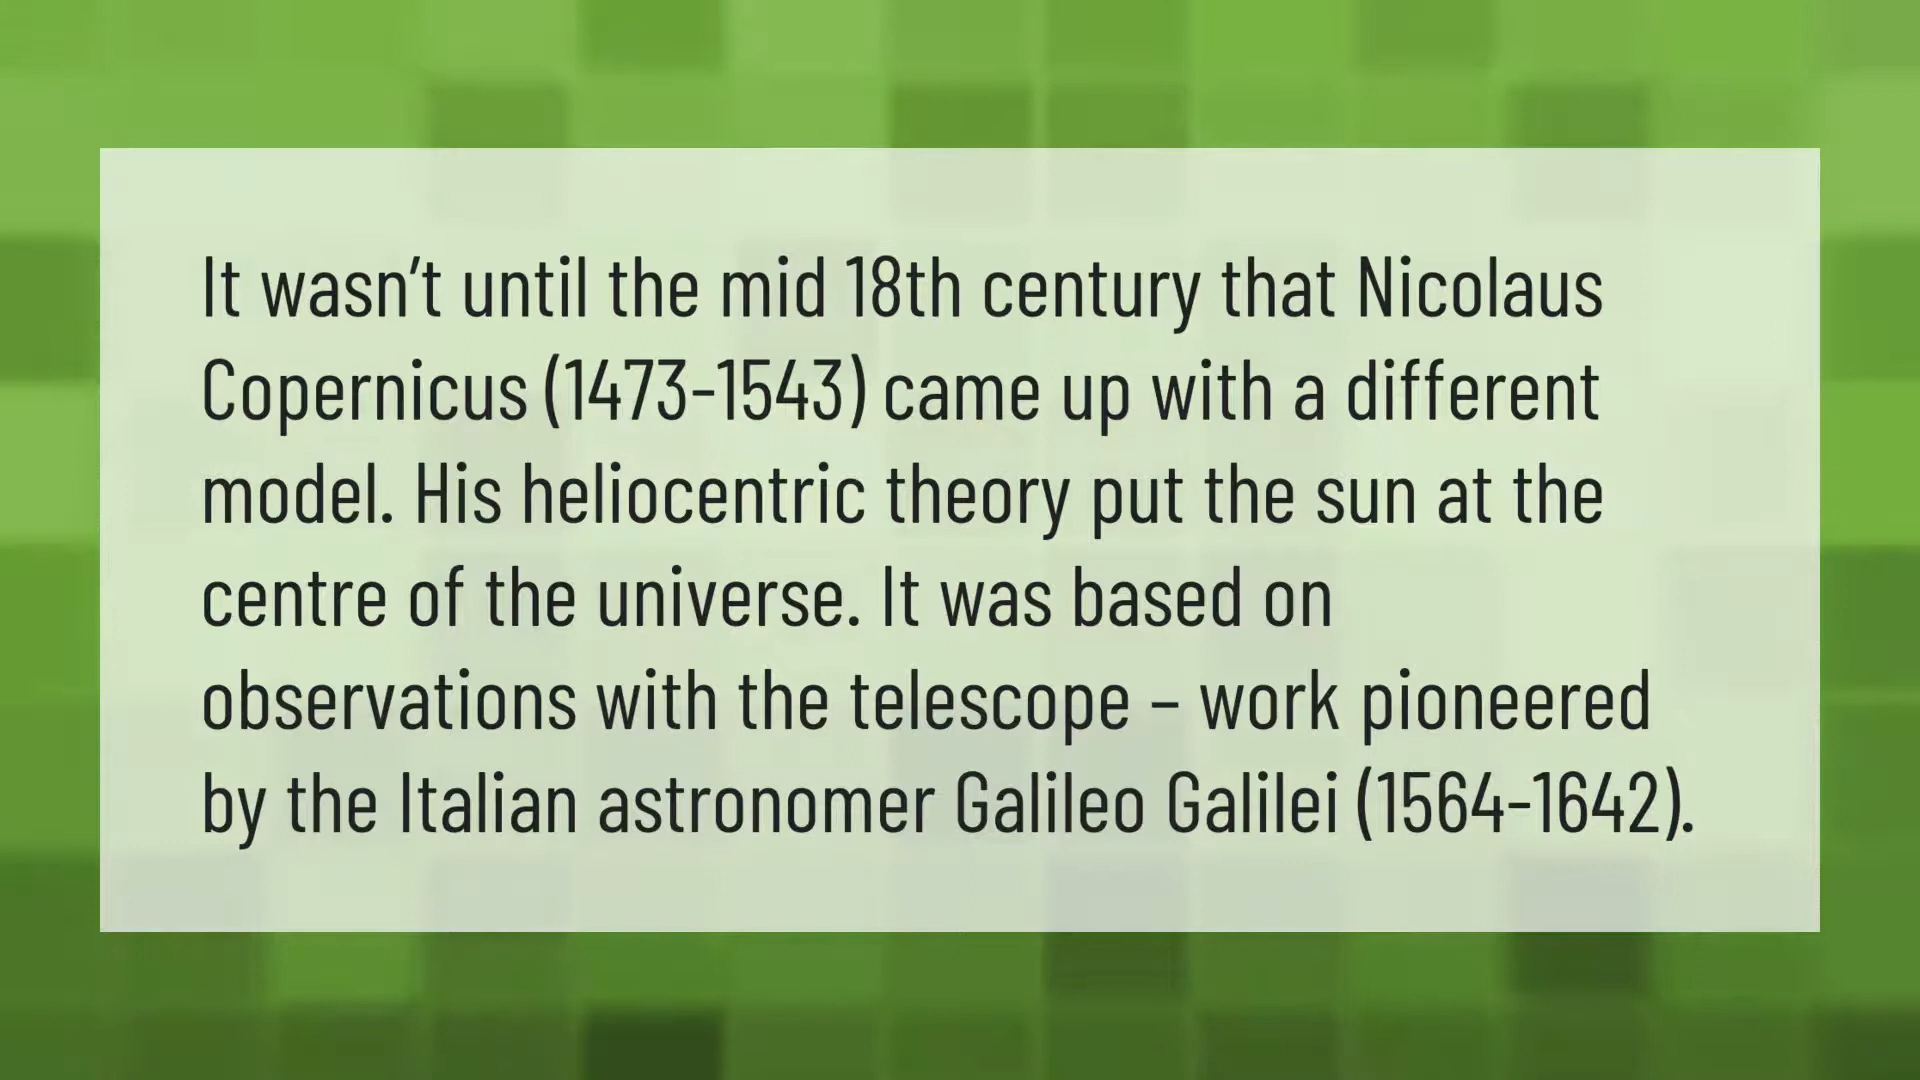 It wasn’t until the mid 18th century that Nicolaus
Copernicus (1473-1543) came up with a different
model. His heliocentric theory put the sun at the
centre of the universe. It was based on
observations with the telescope – work pioneered
by the Italian astronomer Galileo Galilei (1564-1642).